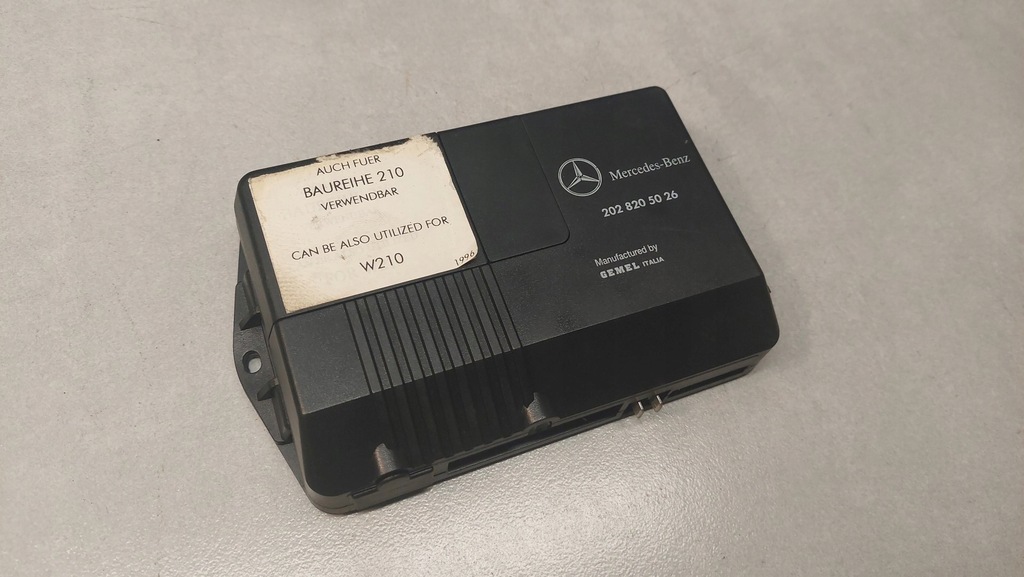 AUCH FUER
BAUREIHE 210
VERWENDBAR
CAN BE ALSO UTILIZED FOR
W210
1996
Mercedes-Benz
202 820 50 26
Manufactured by
GEMEL ITALIA